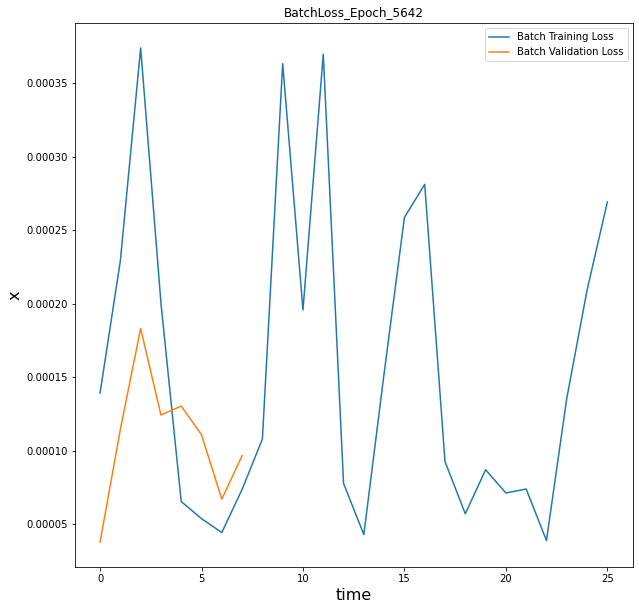 BatchLoss_Epoch_5642
Batch Training Loss
Batch Validation Loss
0.00035
0.00030
0.00025
0.00020
0.00015
0.00010
0.00005
x
0 5 10 15 20 25
time